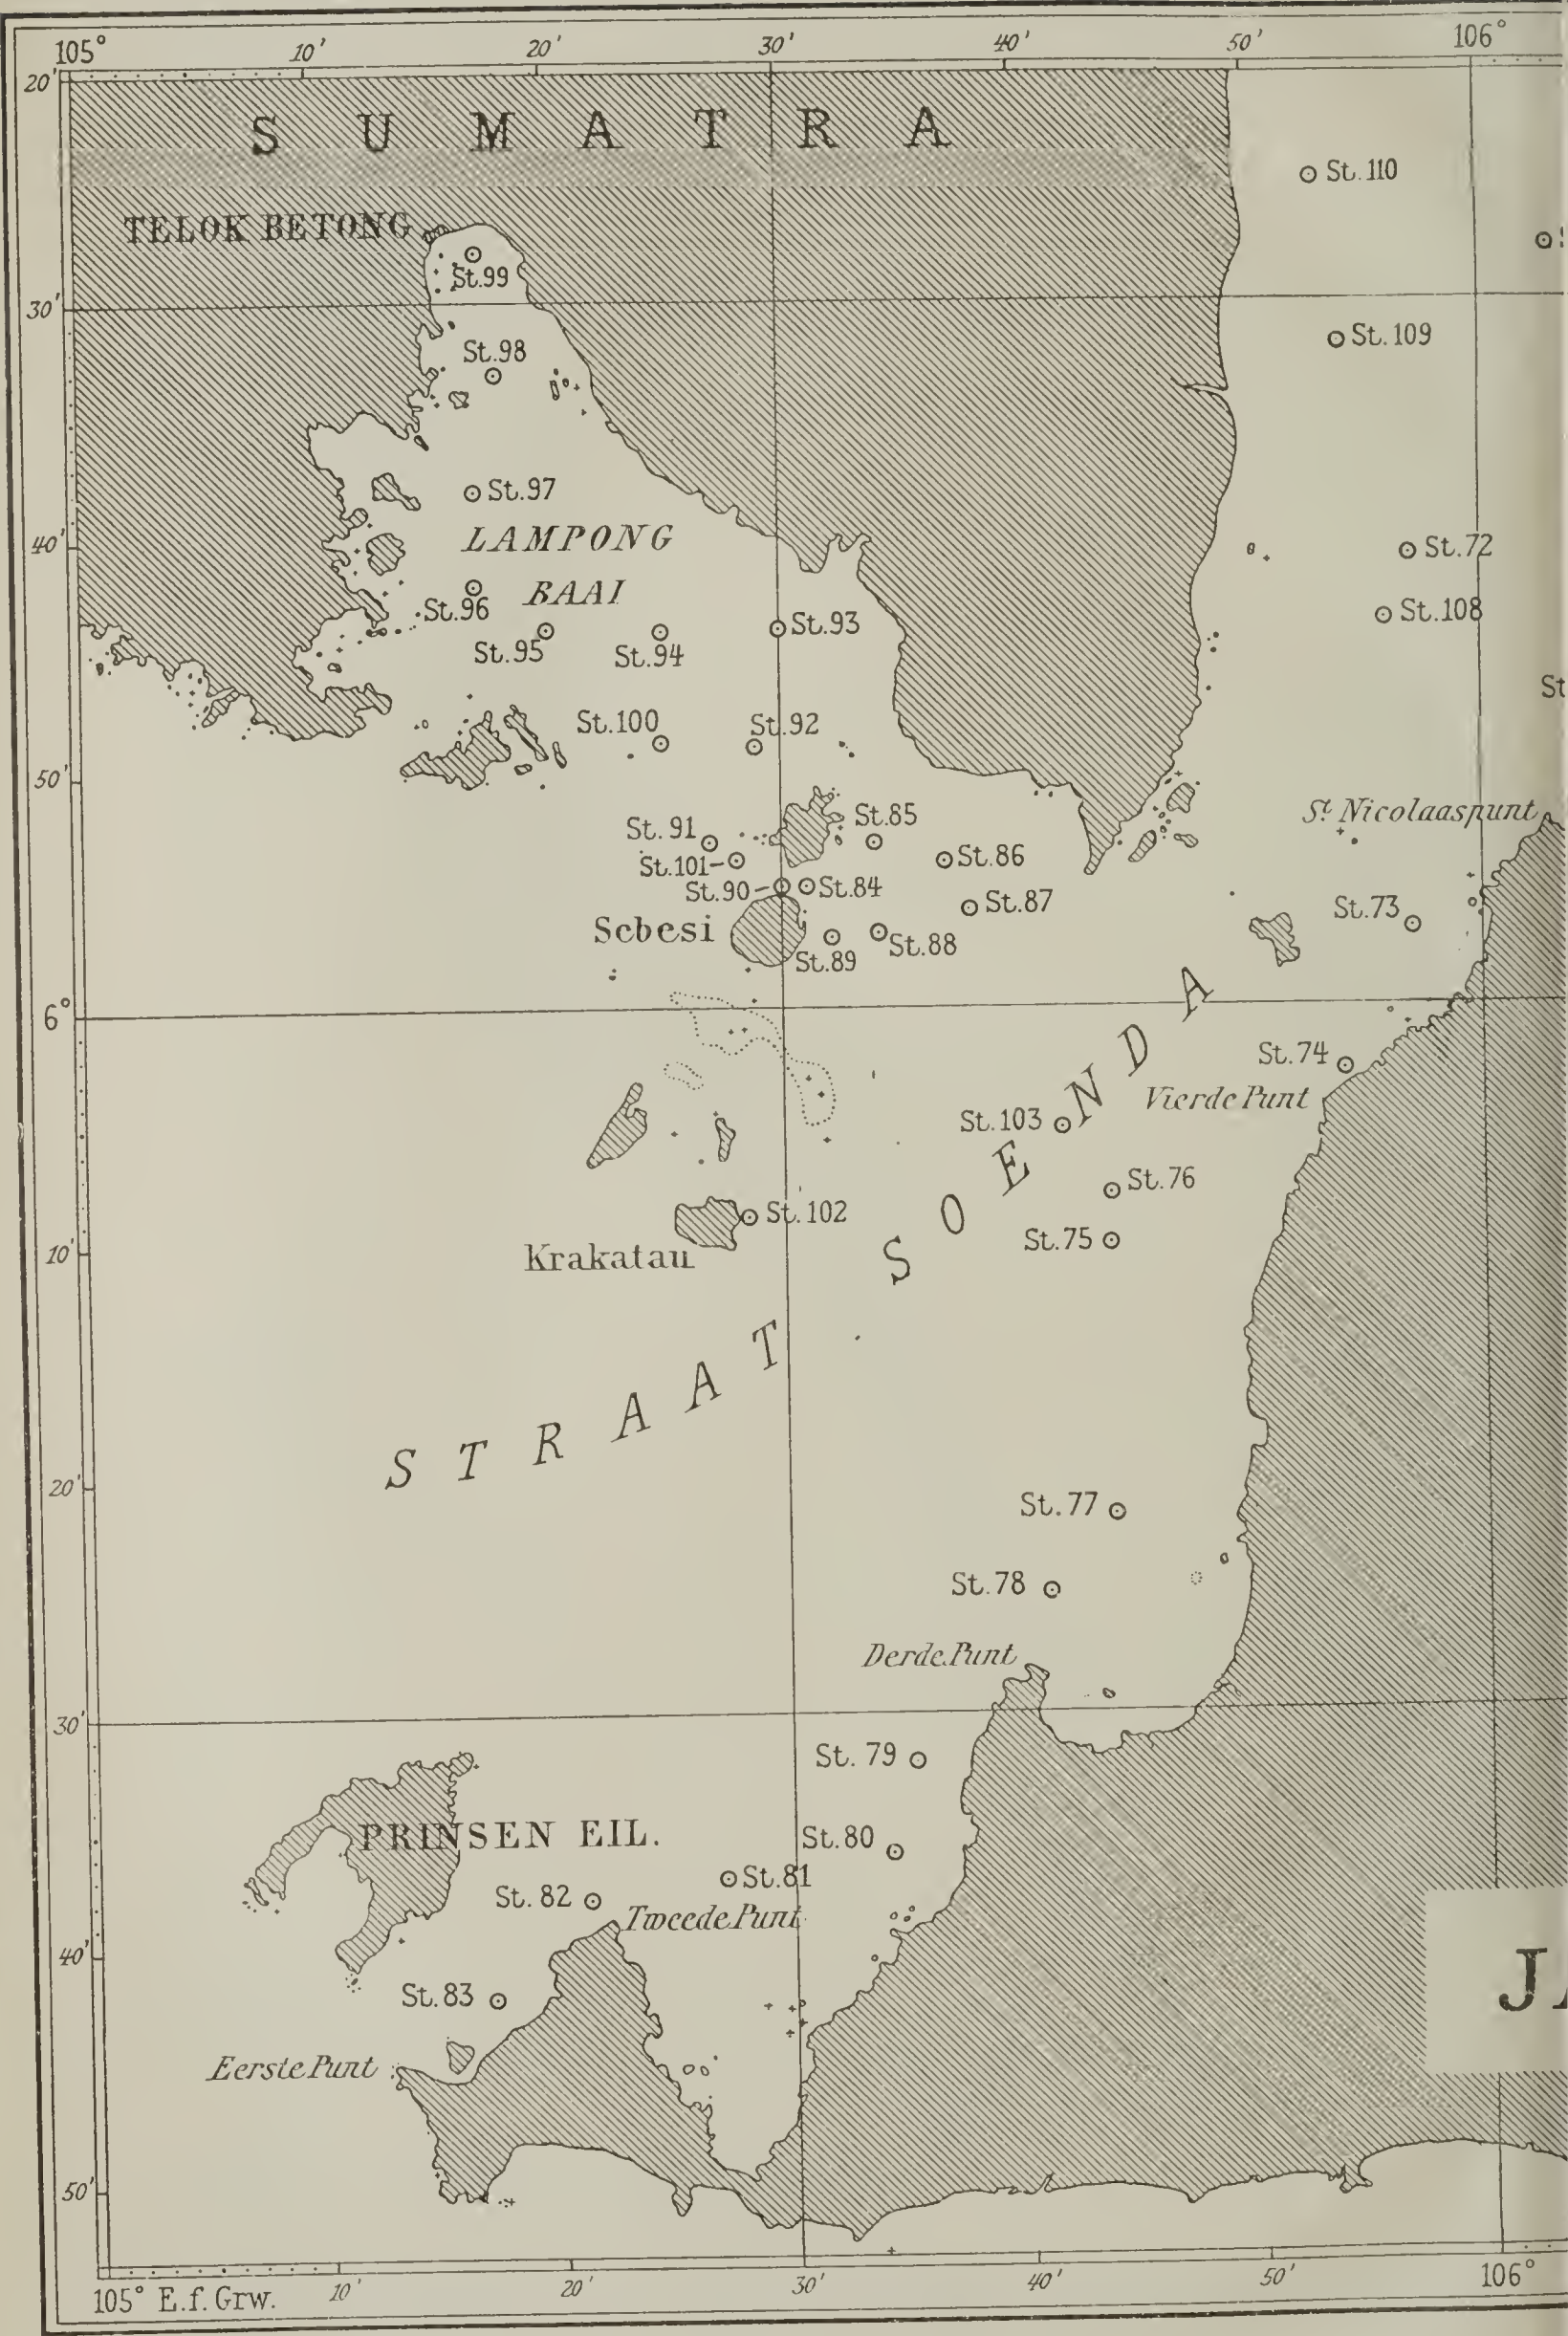 105° 10' 20' 30' 40' 50' 106°
20'
SUMATRA
St. 110
TELOK BETONG
St.99
30'
St.109
St.98
St.97
LAMPONG
40'
St.72
BAAI
St.96
St.108
St.93
St.95
St.94
St
St.100
St.92
50'
St. Nicolaaspunt
St.85
St. 91
St.86
St.101
St.90
St.84
St.87
St.73
Sebesi
St.88
St.89
6°
St.74
Vierde Punt
St.103
STRAAT SOENDA
St.76
St.102
St.75
10'
Krakatau
20'
St.77
St.78
Derde Punt
30'
St. 79
PRINSEN EIL.
St.80
St.81
St. 82
Tweede Punt
40'
St.83
Eerste Punt
50'
105° E.f. Grw. 10' 20' 30' 40' 50' 106°